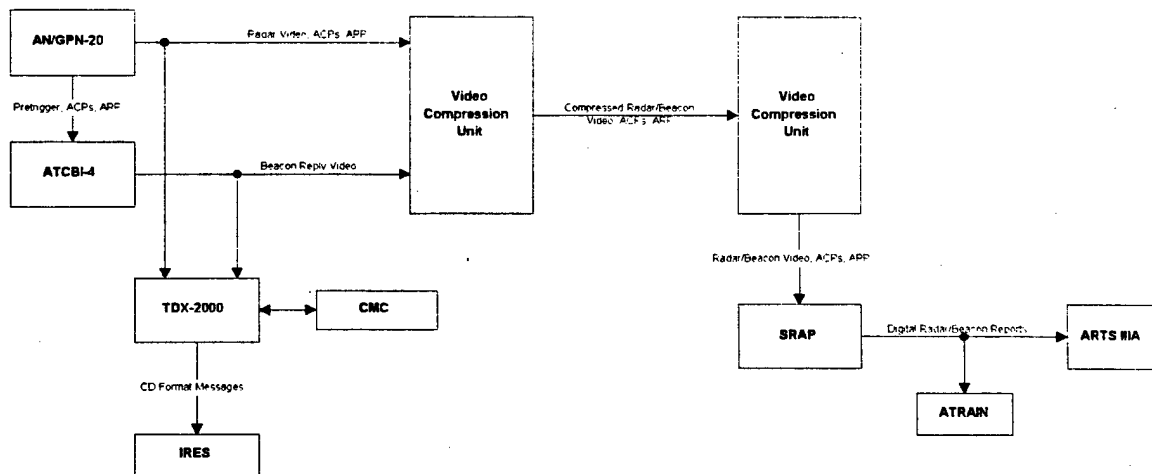 AN/GPN-20
Radar Video, ACPs, ARP
Pretrigger, ACPs, ARP
ATCBI-4
Beacon Reply Video
Video
Compression
Unit
Compressed Radar/Beacon
Video, ACPs, ARP
Video
Compression
Unit
Radar/Beacon Video, ACPs, ARP
TDX-2000
CMC
SRAP
Digital Radar/Beacon Reports
ARTS IIIA
CD Format Messages
ATRAIN
IRES